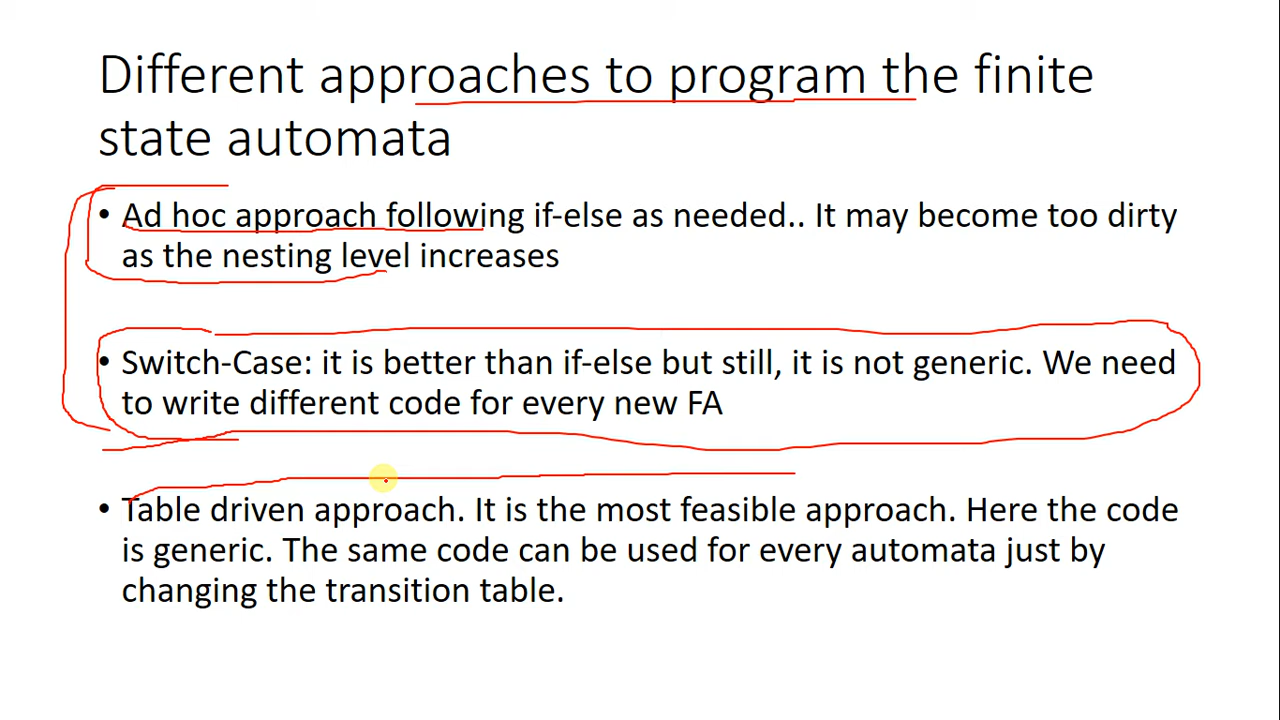 Different approaches to program the finite
state automata
• Ad hoc approach following if-else as needed.. It may become too dirty
as the nesting level increases
• Switch-Case: it is better than if-else but still, it is not generic. We need
to write different code for every new FA
• Table driven approach. It is the most feasible approach. Here the code
is generic. The same code can be used for every automata just by
changing the transition table.